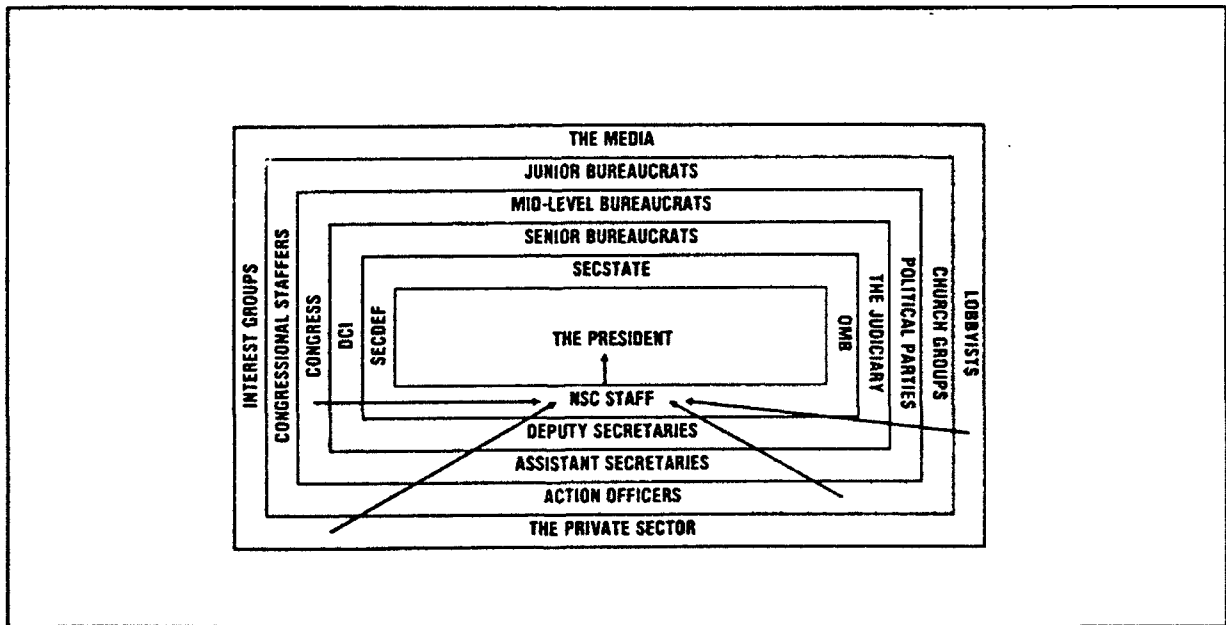 THE MEDIA
JUNIOR BUREAUCRATS
MID-LEVEL BUREAUCRATS
SENIOR BUREAUCRATS
SECSTATE
INTEREST GROUPS
CONGRESSIONAL STAFFERS
CONGRESS
DCI
SECDEF
THE PRESIDENT
OMB
THE JUDICIARY
POLITICAL PARTIES
CHURCH GROUPS
LOBBYISTS
NSC STAFF
DEPUTY SECRETARIES
ASSISTANT SECRETARIES
ACTION OFFICERS
THE PRIVATE SECTOR